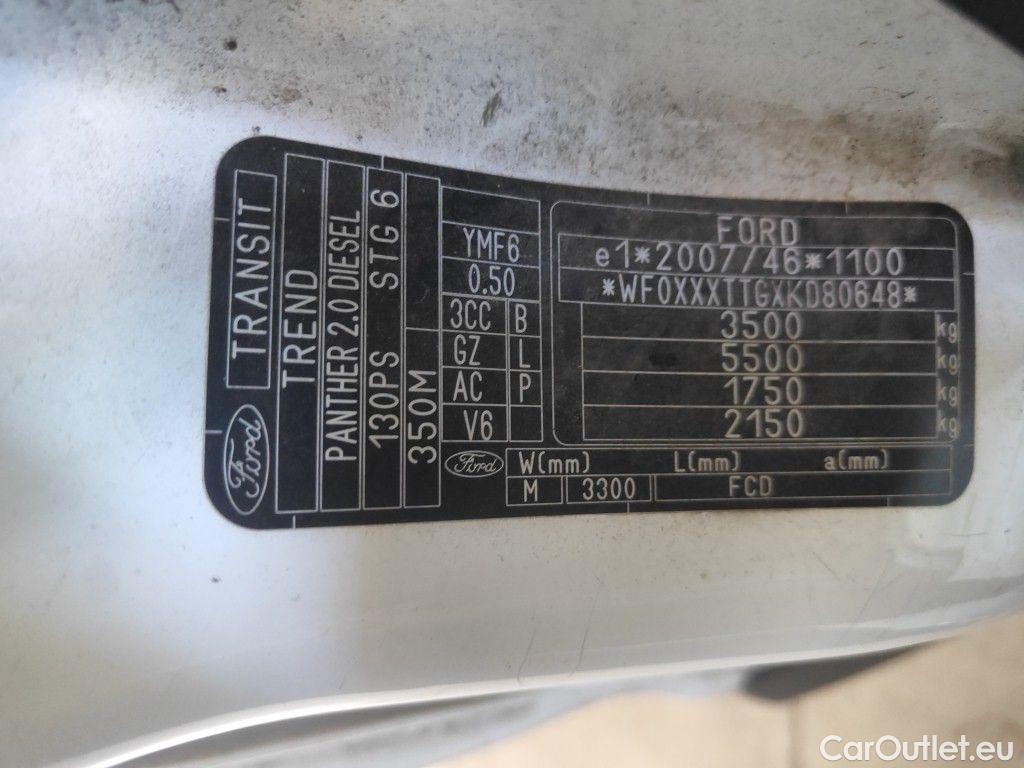 Ford
TRANSIT
TREND
PANTHER 2.0 DIESEL
130PS STG 6
350M
YMF6
0.50
3CC B
GZ L
AC P
V6
FORD
e1*2007/46*1100
*WF0XXXTTGXKD80648*
3500 kg
5500 kg
1750 kg
2150 kg
Ford
W(mm) L(mm) a(mm)
M 3300 FCD
CarOutlet.eu